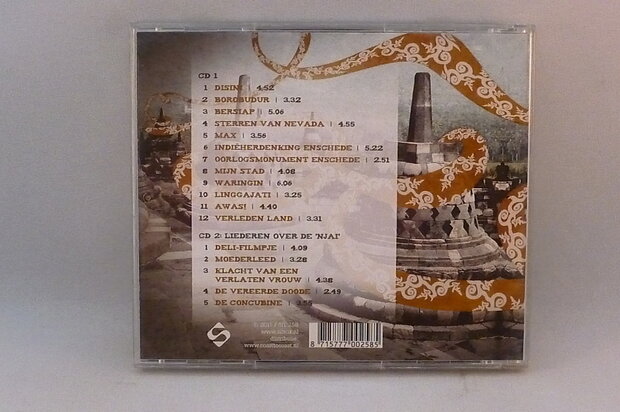 CD 1
1 DISINI | 4.52
2 BOROBUDUR | 3.32
3 BERSIAP | 5.06
4 STERREN VAN NEVADA | 4.55
5 MAX | 3.56
6 INDIËHERDENKING ENSCHEDE | 5.22
7 OORLOGSMONUMENT ENSCHEDE | 2.51
8 MIJN STAD | 4.08
9 WARINGIN | 6.06
10 LINGGAJATI | 3.25
11 AWAS! | 4.40
12 VERLEDEN LAND | 3.31
CD 2: LIEDEREN OVER DE 'NJAI'
1 DELI-FILMPJE | 4.09
2 MOEDERLEED | 3.28
3 KLACHT VAN EEN
VERLATEN VROUW | 4.38
4 DE VEREERDE DOODE | 2.49
5 DE CONCUBINE | 3.55
8 715777 002585